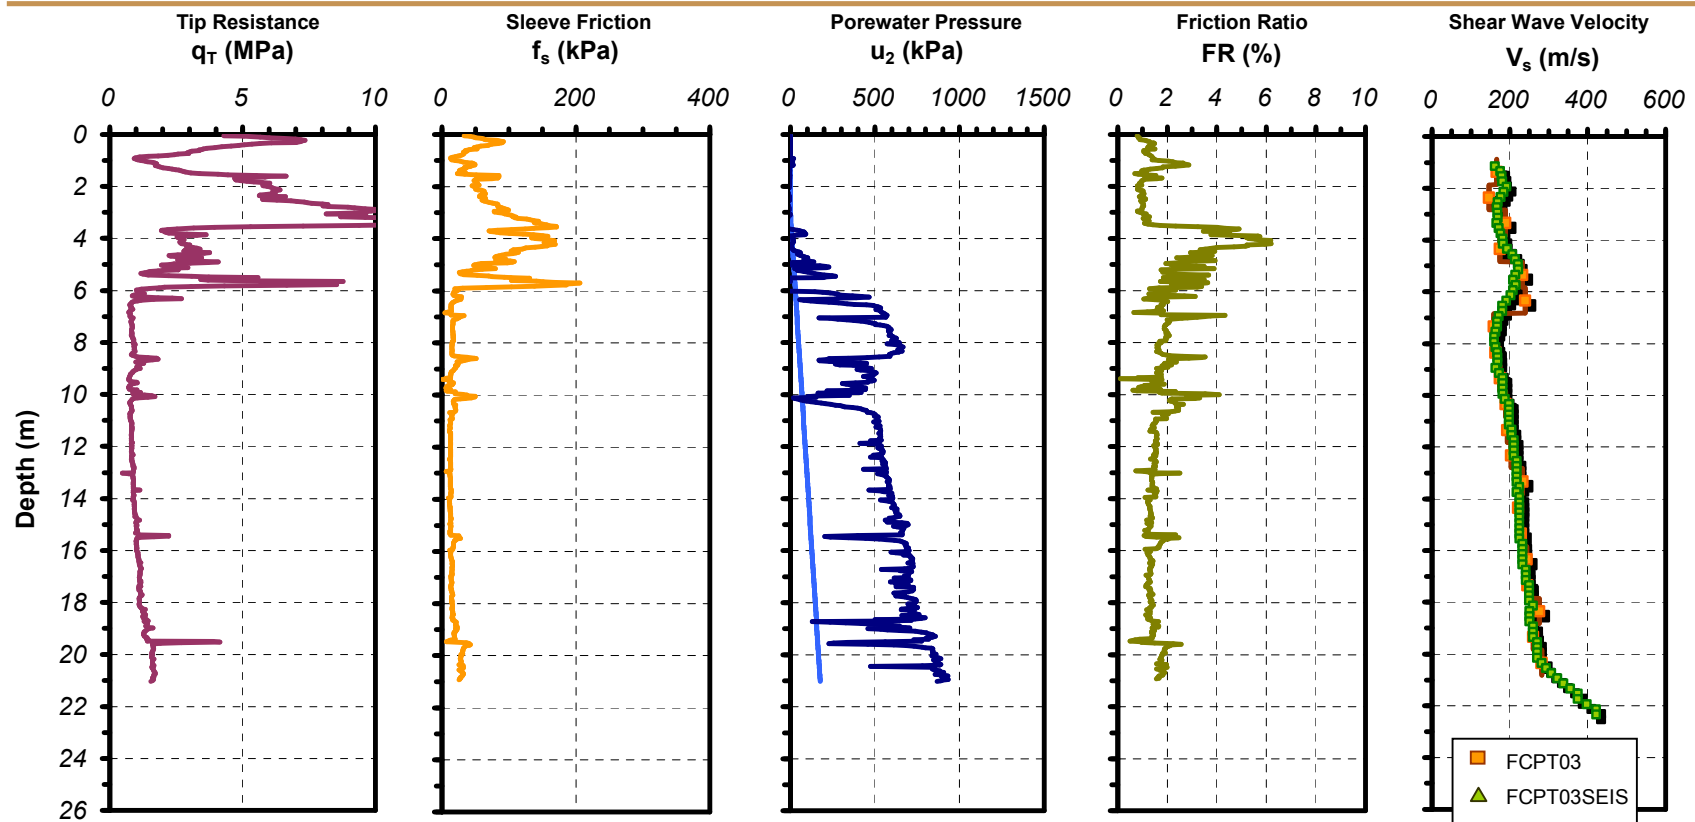 Tip Resistance
qT (MPa)
Sleeve Friction
fs (kPa)
Porewater Pressure
u2 (kPa)
Friction Ratio
FR (%)
Shear Wave Velocity
Vs (m/s)
0 5 10
0 200 400
0 500 1000 1500
0 2 4 6 8 10
0 200 400 600
0
2
4
6
8
10
12
14
16
18
20
22
24
26
Depth (m)
FCPT03
FCPT03SEIS